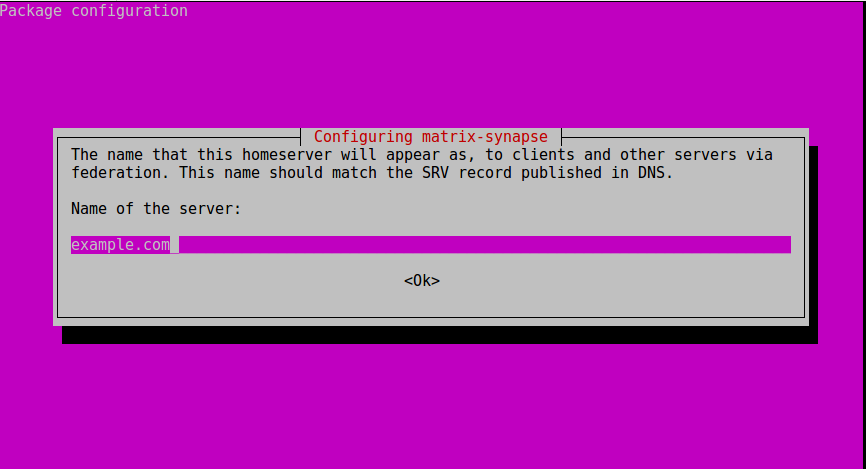 Package configuration
Configuring matrix-synapse
The name that this homeserver will appear as, to clients and other servers via
federation. This name should match the SRV record published in DNS.
Name of the server:
example.com
<Ok>